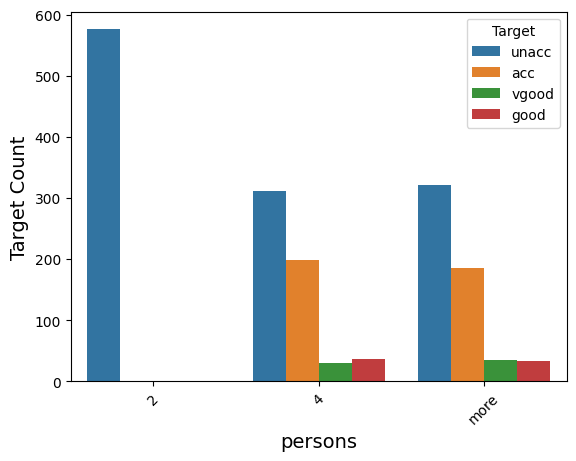 600
500
400
300
200
100
0
Target Count
Target
unacc
acc
vgood
good
2
4
more
persons